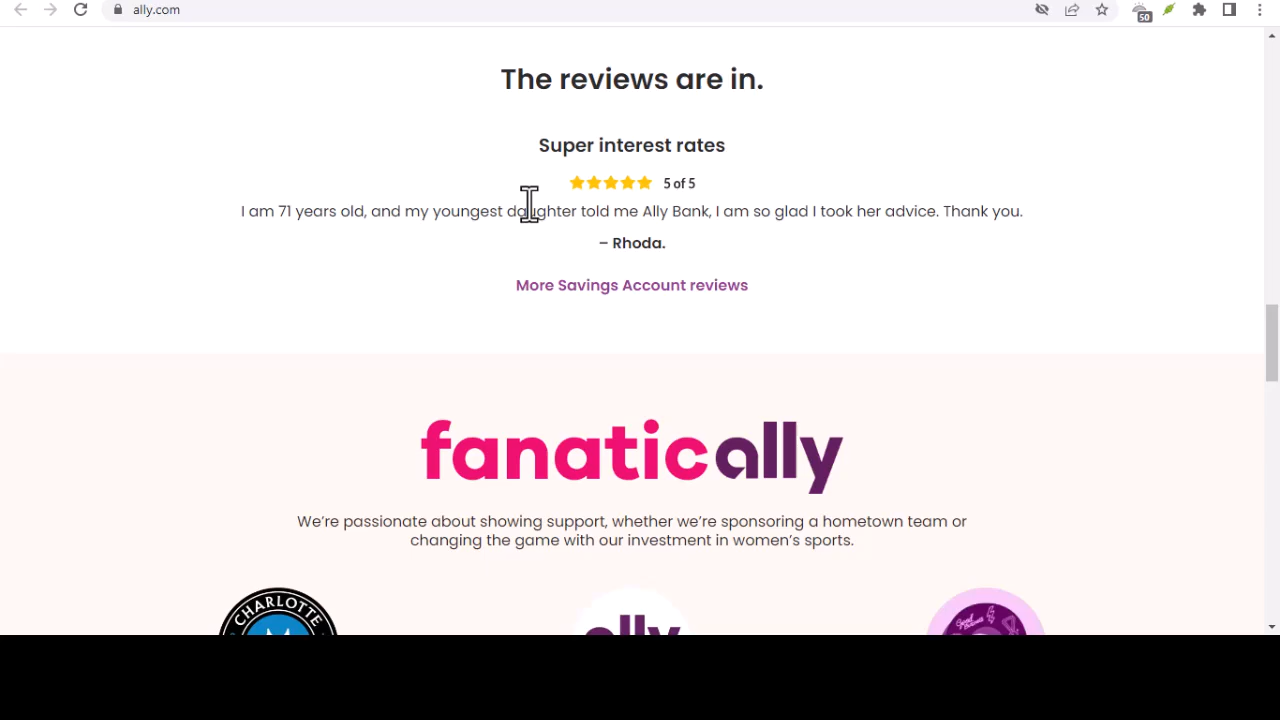 ally.com
50
The reviews are in.
Super interest rates
5 of 5
I am 71 years old, and my youngest daughter told me Ally Bank, I am so glad I took her advice. Thank you.
– Rhoda.
More Savings Account reviews
fanatically
We're passionate about showing support, whether we're sponsoring a hometown team or
changing the game with our investment in women's sports.
CHARLOTTE
ally